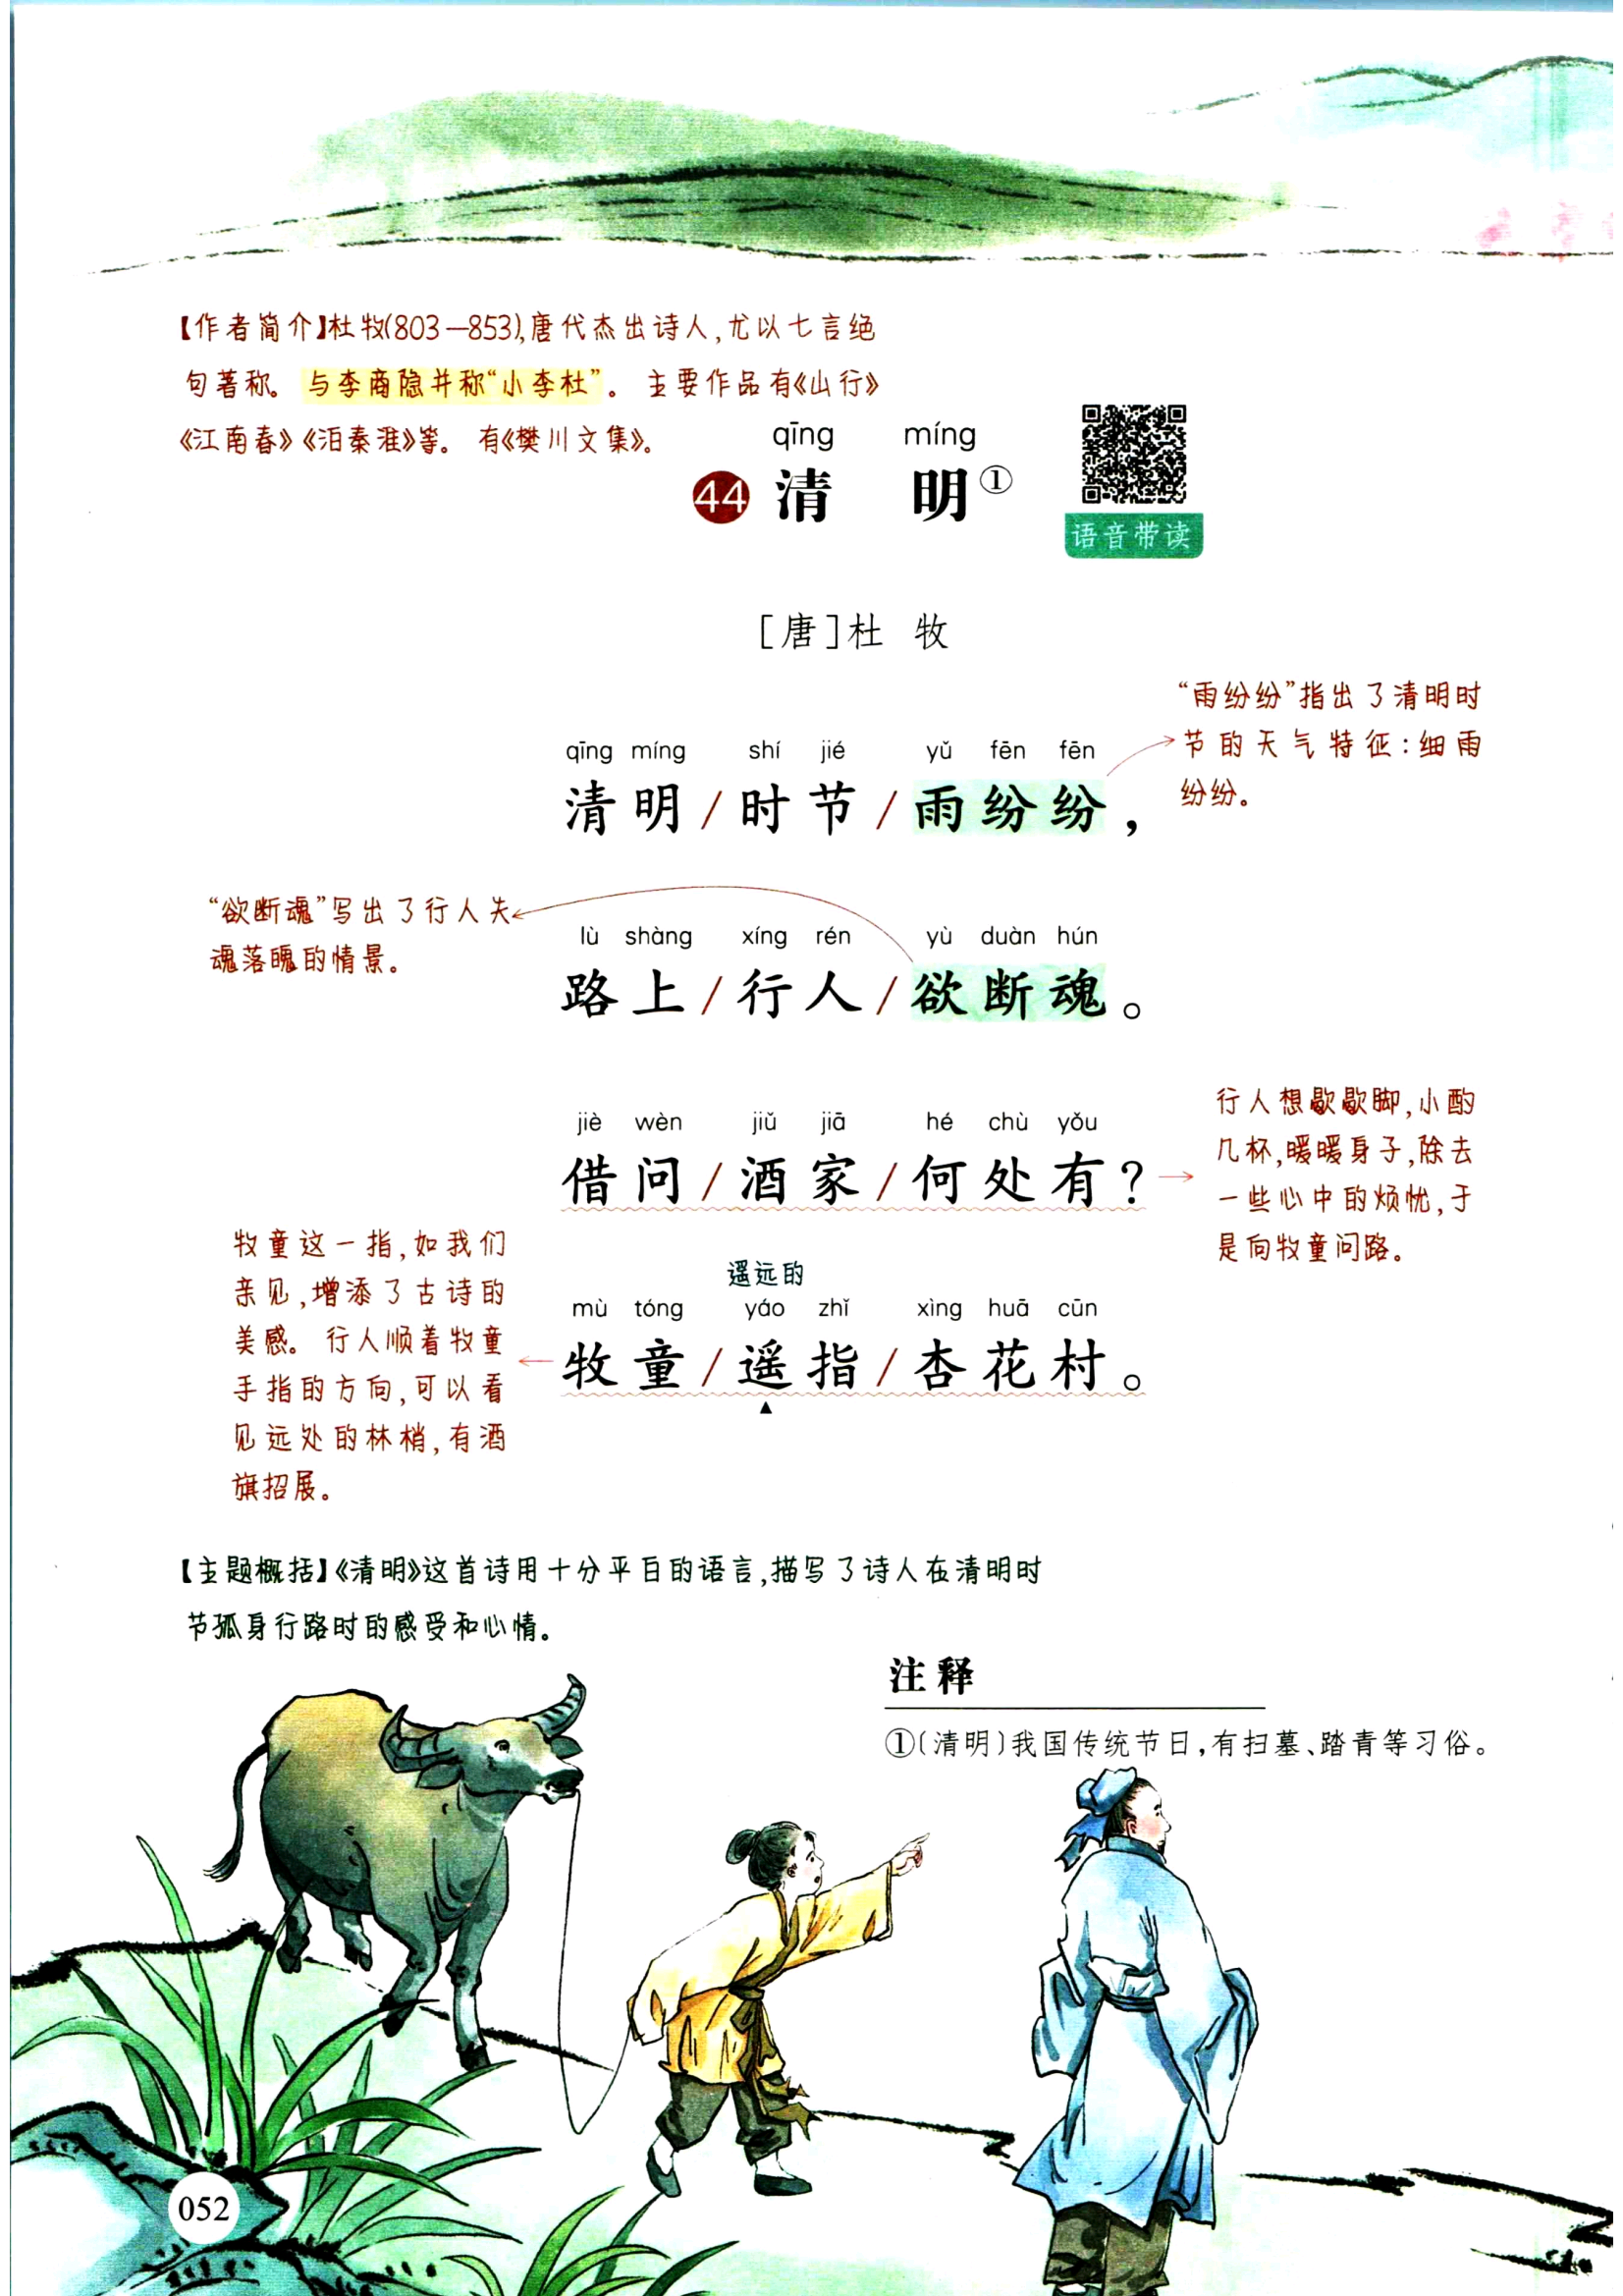 【作者简介】杜牧(803—853),唐代杰出诗人,尤以七言绝
句著称。与李商隐并称“小李杜”。主要作品有《山行》
《江南春》《泊秦淮》等。有《樊川文集》。
qīng míng
44 清 明①
语音带读
[唐]杜 牧
“雨纷纷”指出了清明时
节的天气特征:细雨
纷纷。
qīng míng shí jié yǔ fēn fēn
清明/时节/雨纷纷,
“欲断魂”写出了行人失
魂落魄的情景。
lù shàng xíng rén yù duàn hún
路上/行人/欲断魂。
jiè wèn jiǔ jiā hé chù yǒu
借问/酒家/何处有?
行人想歇歇脚,小酌
几杯,暖暖身子,除去
一些心中的烦忧,于
是向牧童问路。
遥远的
mù tóng yáo zhǐ xìng huā cūn
牧童/遥指/杏花村。
▲
牧童这一指,如我们
亲见,增添了古诗的
美感。行人顺着牧童
手指的方向,可以看
见远处的林梢,有酒
旗招展。
【主题概括】《清明》这首诗用十分平白的语言,描写了诗人在清明时
节孤身行路时的感受和心情。
注释
①〔清明〕我国传统节日,有扫墓、踏青等习俗。
052